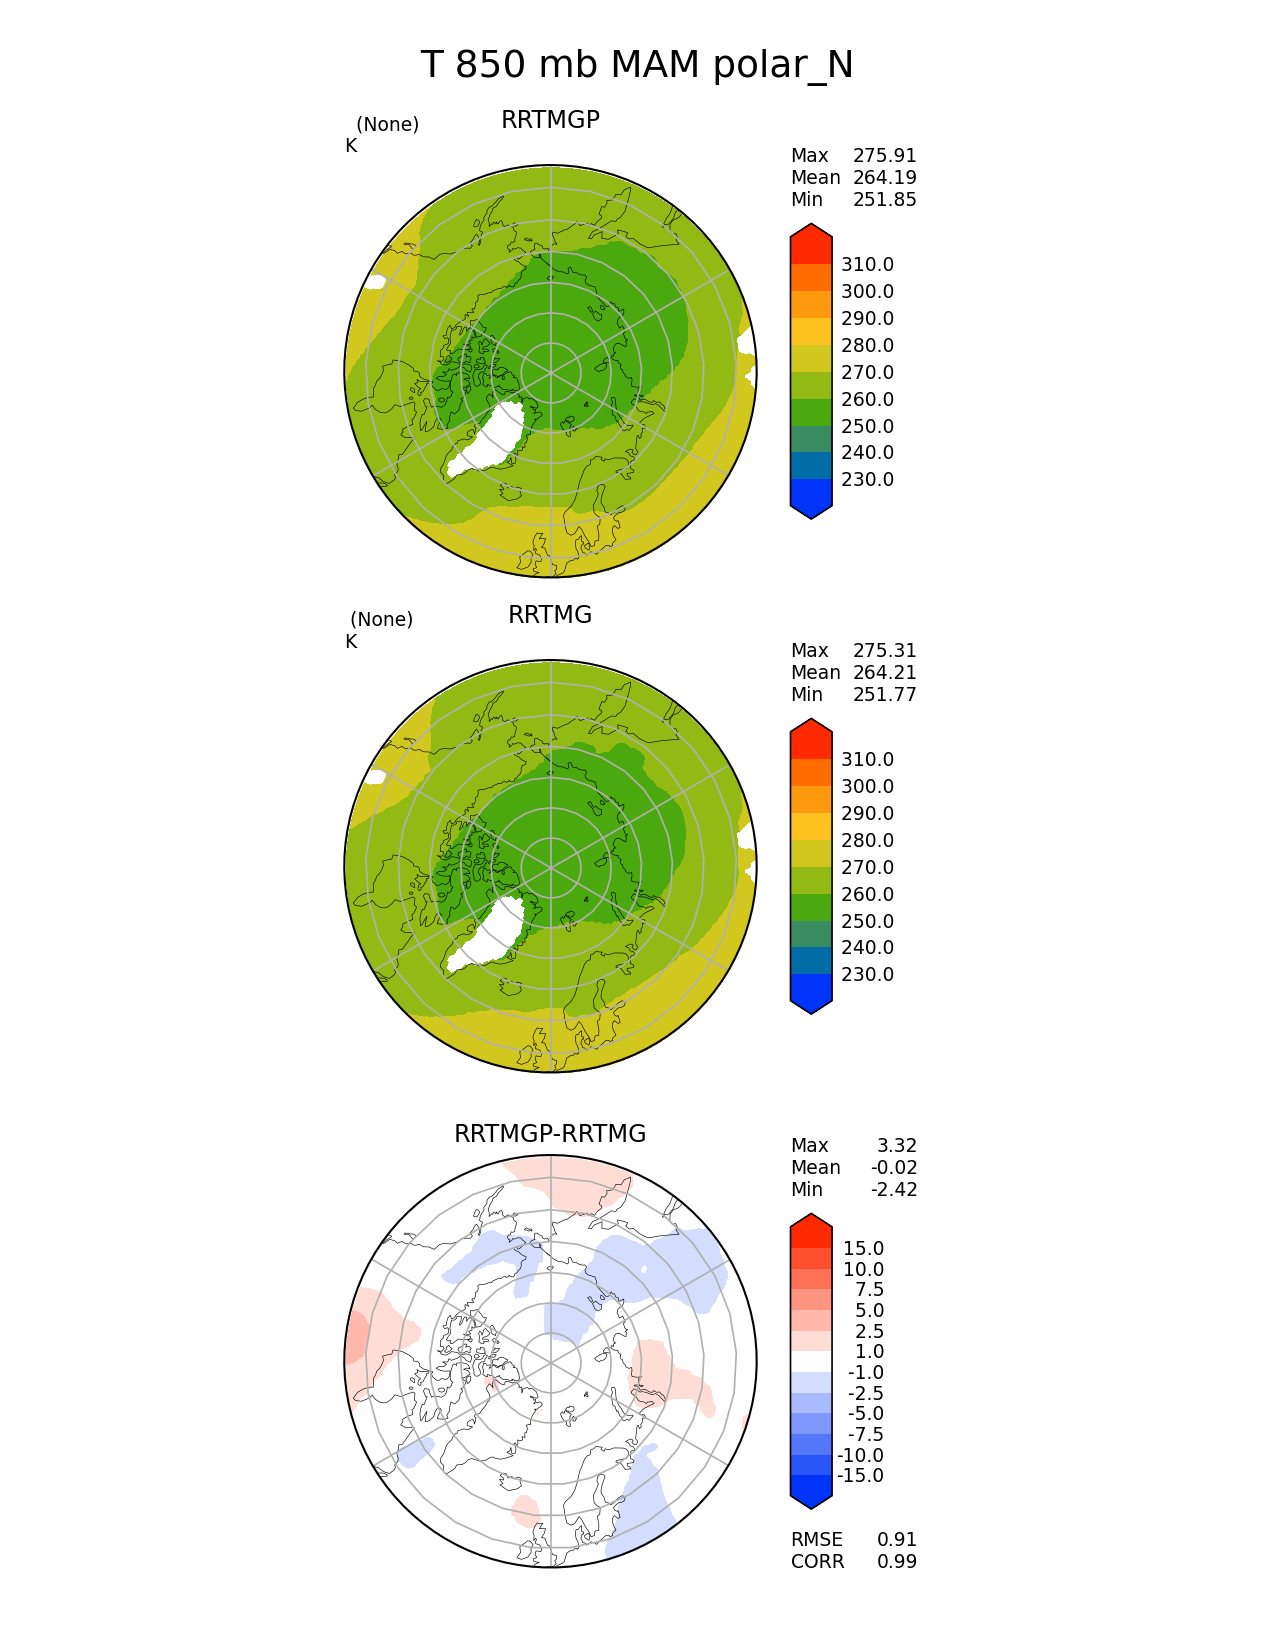 T 850 mb MAM polar_N
(None)
RRTMGP
K
Max 275.91
Mean 264.19
Min 251.85
310.0
300.0
290.0
280.0
270.0
260.0
250.0
240.0
230.0
(None)
RRTMG
K
Max 275.31
Mean 264.21
Min 251.77
310.0
300.0
290.0
280.0
270.0
260.0
250.0
240.0
230.0
RRTMGP-RRTMG
Max 3.32
Mean -0.02
Min -2.42
15.0
10.0
7.5
5.0
2.5
1.0
-1.0
-2.5
-5.0
-7.5
-10.0
-15.0
RMSE 0.91
CORR 0.99